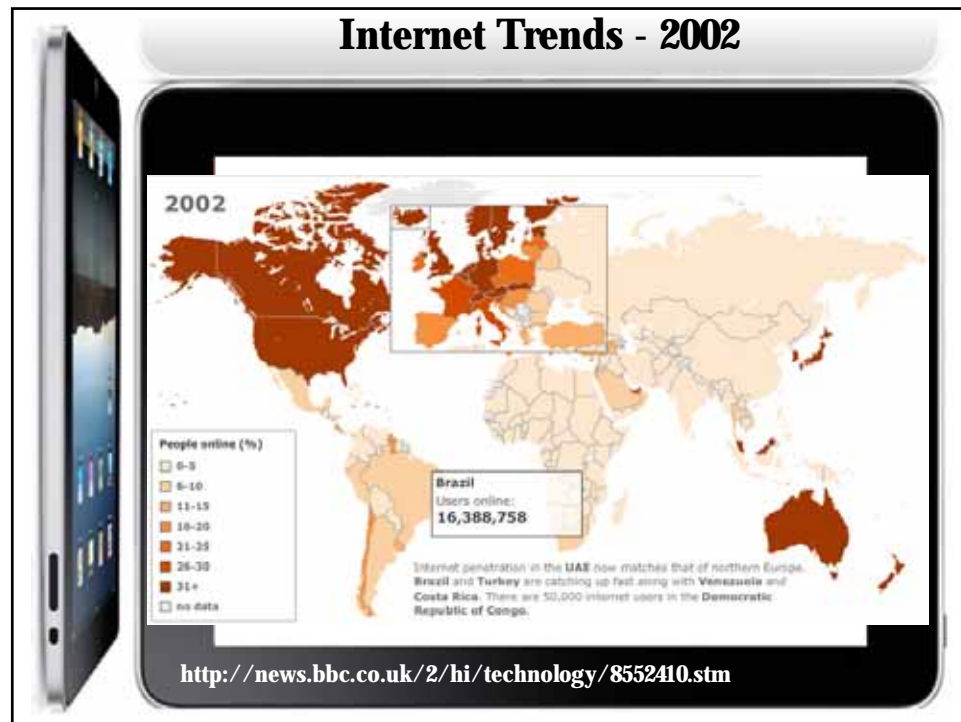 Internet Trends - 2002
2002
People online (%)
0-5
6-10
11-15
16-20
21-25
26-30
31+
no data
Brazil
Users online:
16,388,758
Internet penetration in the UAE now matches that of northern Europe.
Brazil and Turkey are catching up fast along with Venezuela and
Costa Rica. There are 50,000 internet users in the Democratic
Republic of Congo.
http://news.bbc.co.uk/2/hi/technology/8552410.stm